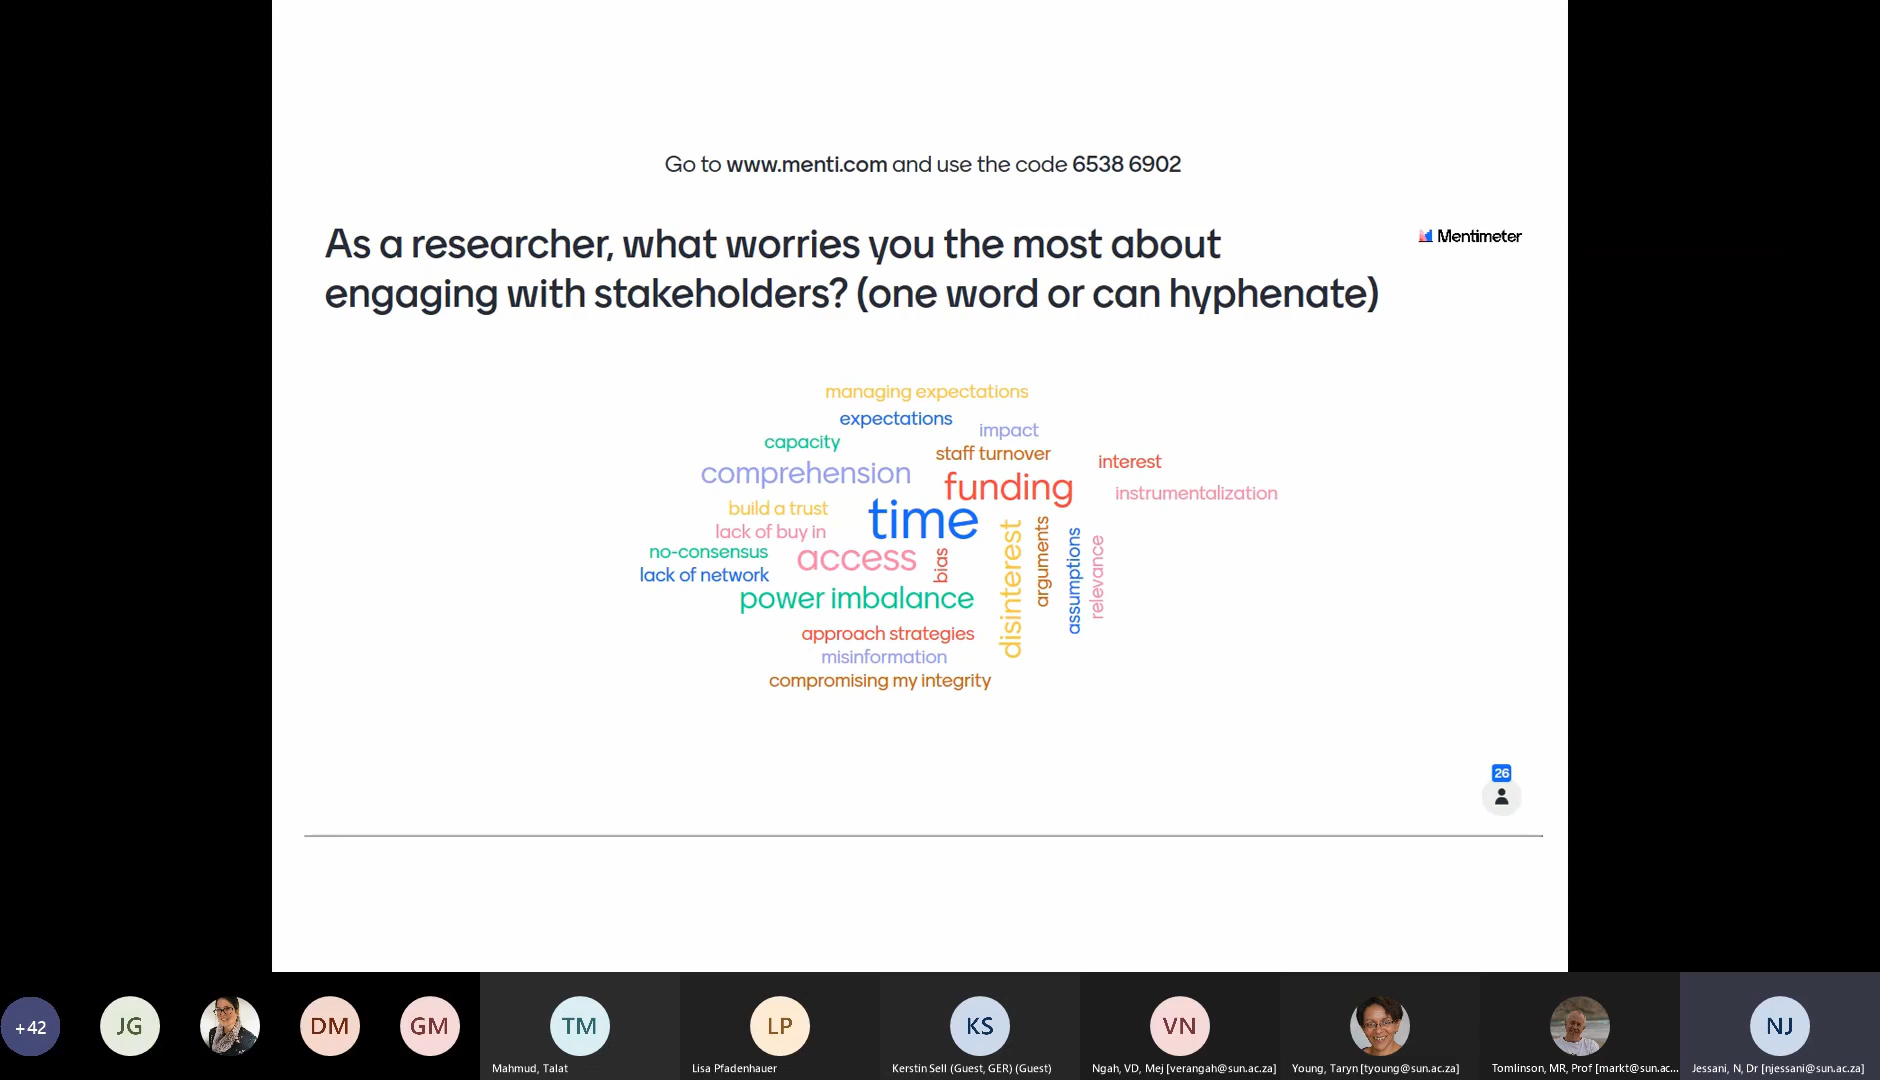 Go to www.menti.com and use the code 6538 6902
As a researcher, what worries you the most about
engaging with stakeholders? (one word or can hyphenate)
Mentimeter
managing expectations
expectations
impact
capacity
staff turnover
interest
comprehension
funding
instrumentalization
build a trust
time
lack of buy in
no-consensus
access
bias
disinterest
arguments
assumptions
relevance
lack of network
power imbalance
approach strategies
misinformation
compromising my integrity
26
+42
JG
DM
GM
TM
LP
KS
VN
NJ
Mahmud, Talat
Lisa Pfadenhauer
Kerstin Sell (Guest, GER) (Guest)
Ngah, VD, Mej [verangah@sun.ac.za]
Young, Taryn [tyoung@sun.ac.za]
Tomlinson, MR, Prof [markt@sun.ac...
Jessani, N, Dr [njessani@sun.ac.za]